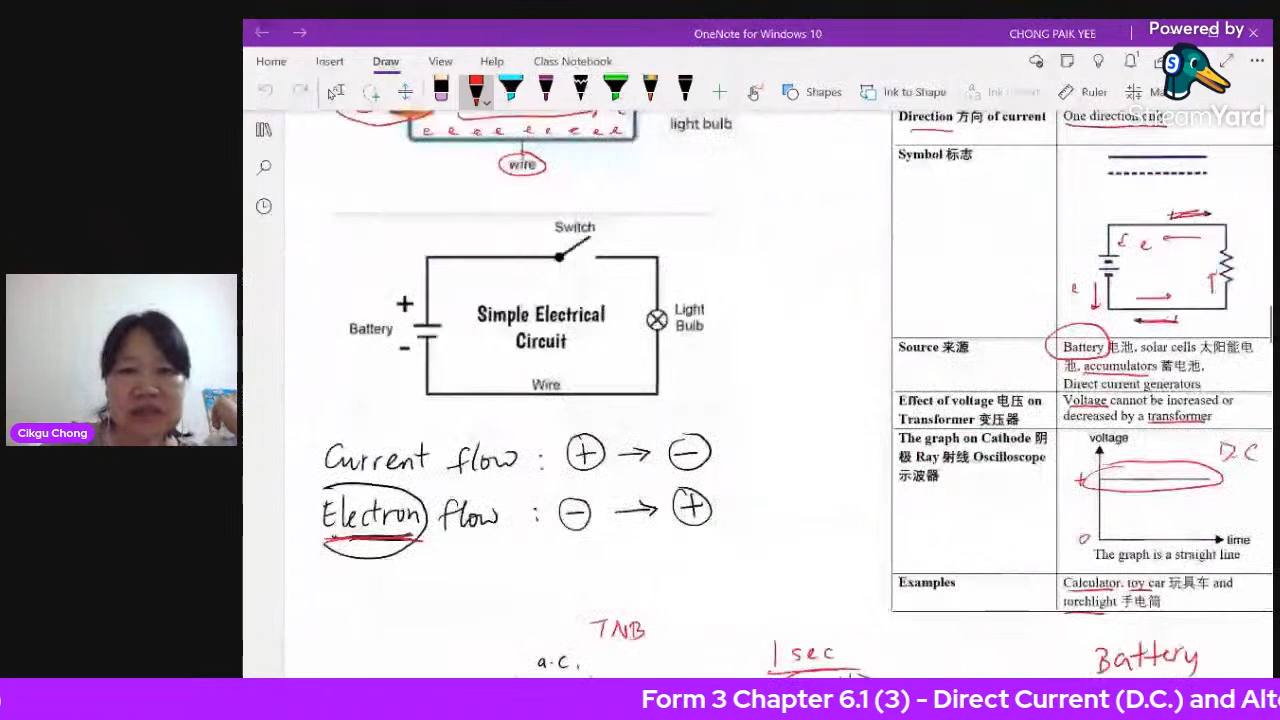 OneNote for Windows 10
CHONG PAIK YEE
Powered by
StreamYard
Home
Insert
Draw
View
Help
Class Notebook
Shapes
Ink to Shape
Ruler
light bulb
wire
e e e e e e e e
Switch
Battery
+
-
Simple Electrical
Circuit
Light
Bulb
Wire
Current flow : + → -
Electron flow : - → +
TNB
a.c.
1 sec
Battery
Direction 方向 of current
One direction only
Symbol 标志
e
e
Source 来源
Battery 电池, solar cells 太阳能电
池, accumulators 蓄电池,
Direct current generators
Effect of voltage 电压 on
Transformer 变压器
Voltage cannot be increased or
decreased by a transformer
The graph on Cathode 阴
极 Ray 射线 Oscilloscope
示波器
voltage
D.C
+
0
time
The graph is a straight line
Examples
Calculator, toy car 玩具车 and
torchlight 手电筒
Cikgu Chong
Form 3 Chapter 6.1 (3) - Direct Current (D.C.) and Alte